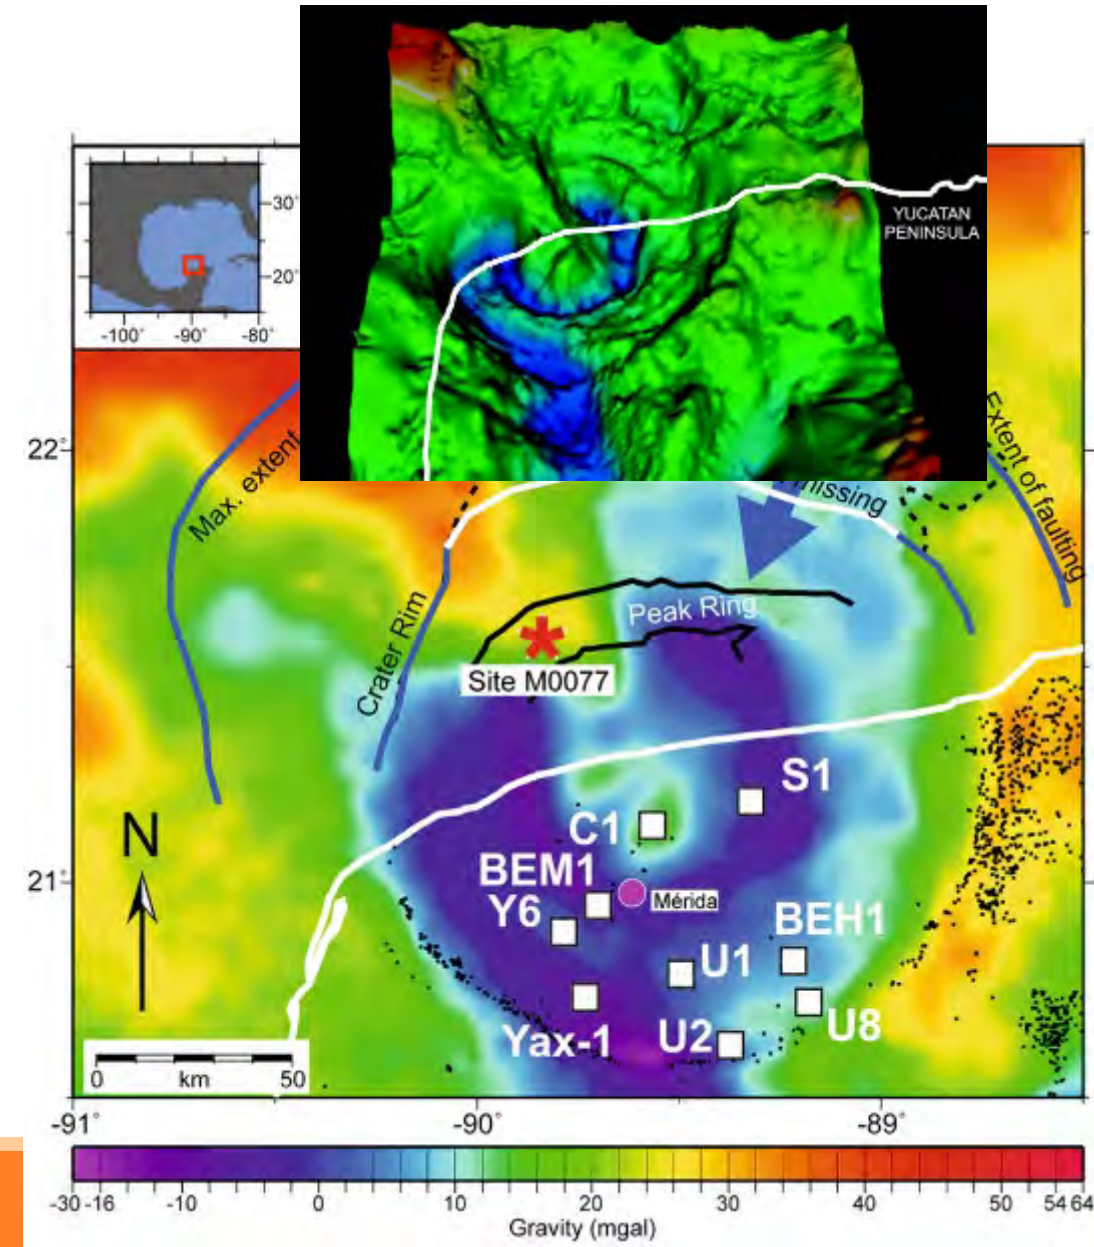 YUCATAN
PENINSULA
30°
20°
-100°
-90°
-80°
22°
21°
Max. extent
Crater Rim
missing
Extent of faulting
Peak Ring
Site M0077
S1
C1
BEM1
Mérida
Y6
BEH1
U1
Yax-1
U2
U8
N
0 km 50
-91° -90° -89°
-30 -16 -10 0 10 20 30 40 50 54 64
Gravity (mgal)